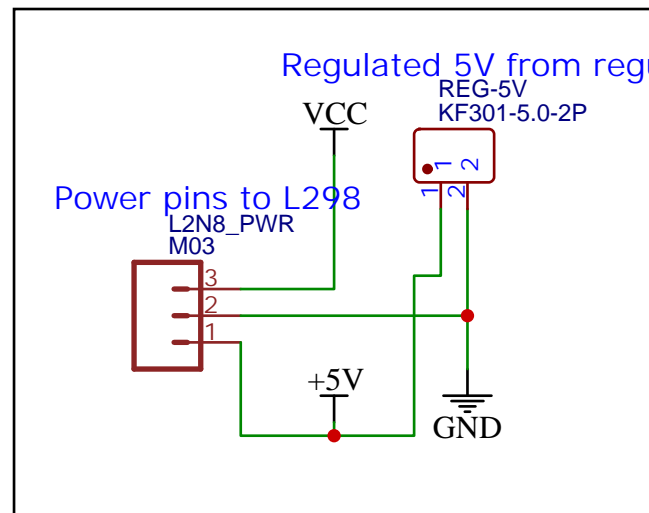 Regulated 5V from regu
REG-5V
KF301-5.0-2P
VCC
1 2
1 2
Power pins to L298
L2N8_PWR
M03
3
2
1
+5V
GND